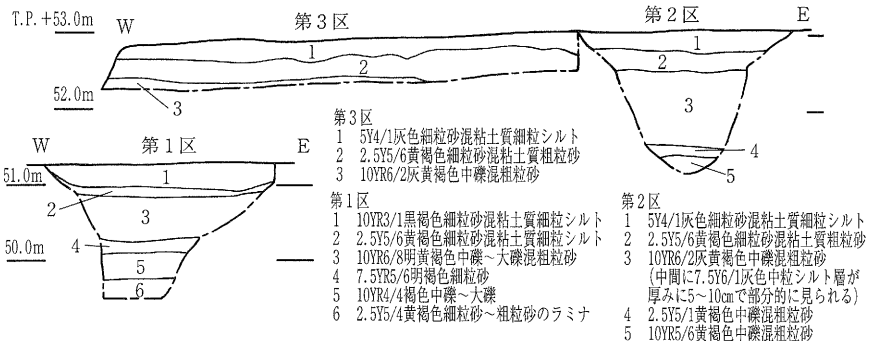 T.P.+53.0m
W
第3区
第2区
E
1
2
3
52.0m
1
2
3
4
5
W
第1区
E
51.0m
1
2
3
4
50.0m
5
6
第3区
1 5Y4/1灰色細粒砂混粘土質細粒シルト
2 2.5Y5/6黄褐色細粒砂混粘土質粗粒砂
3 10YR6/2灰黄褐色中礫混粗粒砂
第1区
1 10YR3/1黒褐色細粒砂混粘土質細粒シルト
2 2.5Y5/6黄褐色細粒砂混粘土質細粒シルト
3 10YR6/8明黄褐色中礫～大礫混粗粒砂
4 7.5YR5/6明褐色細粒砂
5 10YR4/4褐色中礫～大礫
6 2.5Y5/4黄褐色細粒砂～粗粒砂のラミナ
第2区
1 5Y4/1灰色細粒砂混粘土質細粒シルト
2 2.5Y5/6黄褐色細粒砂混粘土質粗粒砂
3 10YR6/2灰黄褐色中礫混粗粒砂
(中間に7.5Y6/1灰色中粒シルト層が
厚みに5～10㎝で部分的に見られる)
4 2.5Y5/1黄褐色中礫混粗粒砂
5 10YR5/6黄褐色中礫混粗粒砂